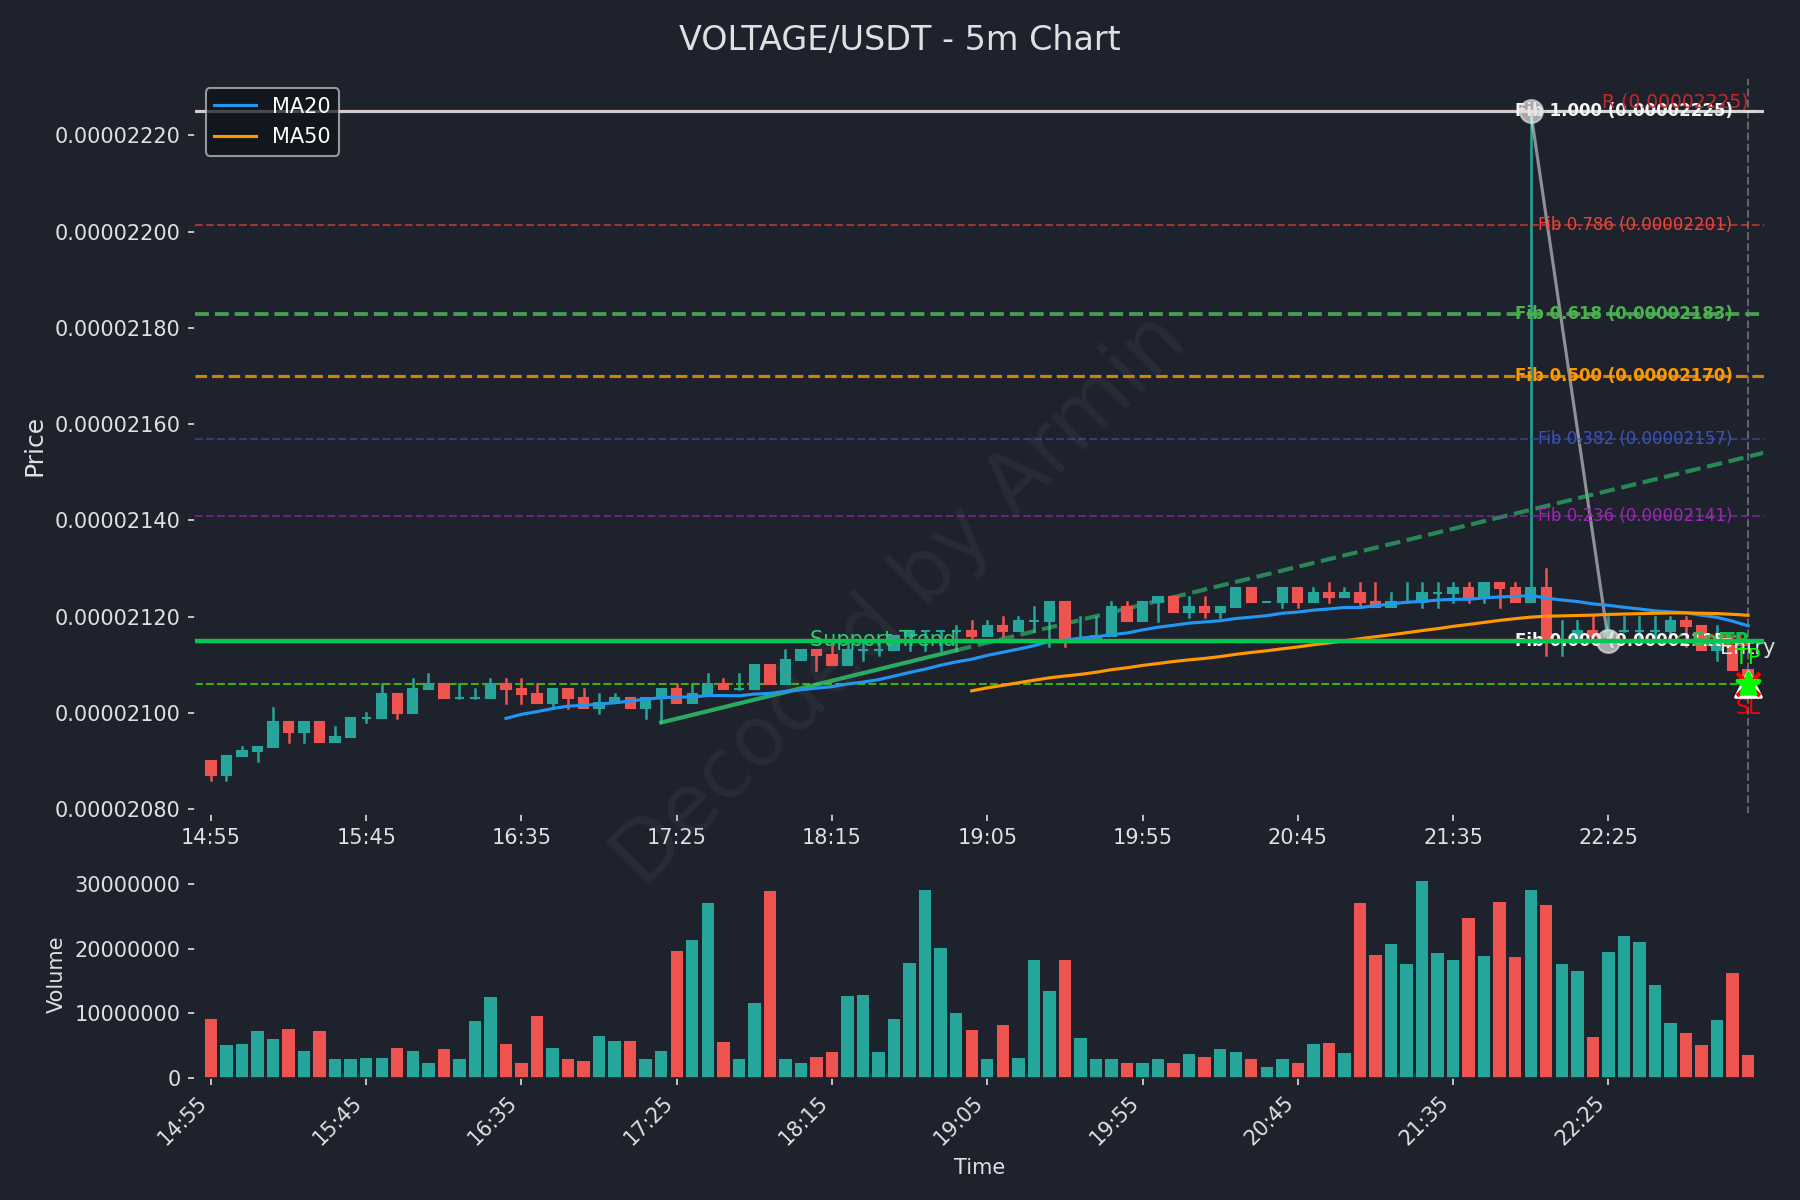 VOLTAGE/USDT - 5m Chart
MA20
MA50
R (0.00002225)
Fib 1.000 (0.00002225)
0.00002220
Fib 0.786 (0.00002201)
0.00002200
Fib 0.618 (0.00002183)
0.00002180
Fib 0.500 (0.00002170)
0.00002160
Fib 0.382 (0.00002157)
0.00002140
Fib 0.236 (0.00002141)
0.00002120
Support Trend
Fib 0.000 (0.00002115)
Entry
TP
SL
0.00002100
0.00002080
Price
Decoded by Armin
14:55
15:45
16:35
17:25
18:15
19:05
19:55
20:45
21:35
22:25
30000000
20000000
10000000
0
Volume
14:55
15:45
16:35
17:25
18:15
19:05
19:55
20:45
21:35
22:25
Time